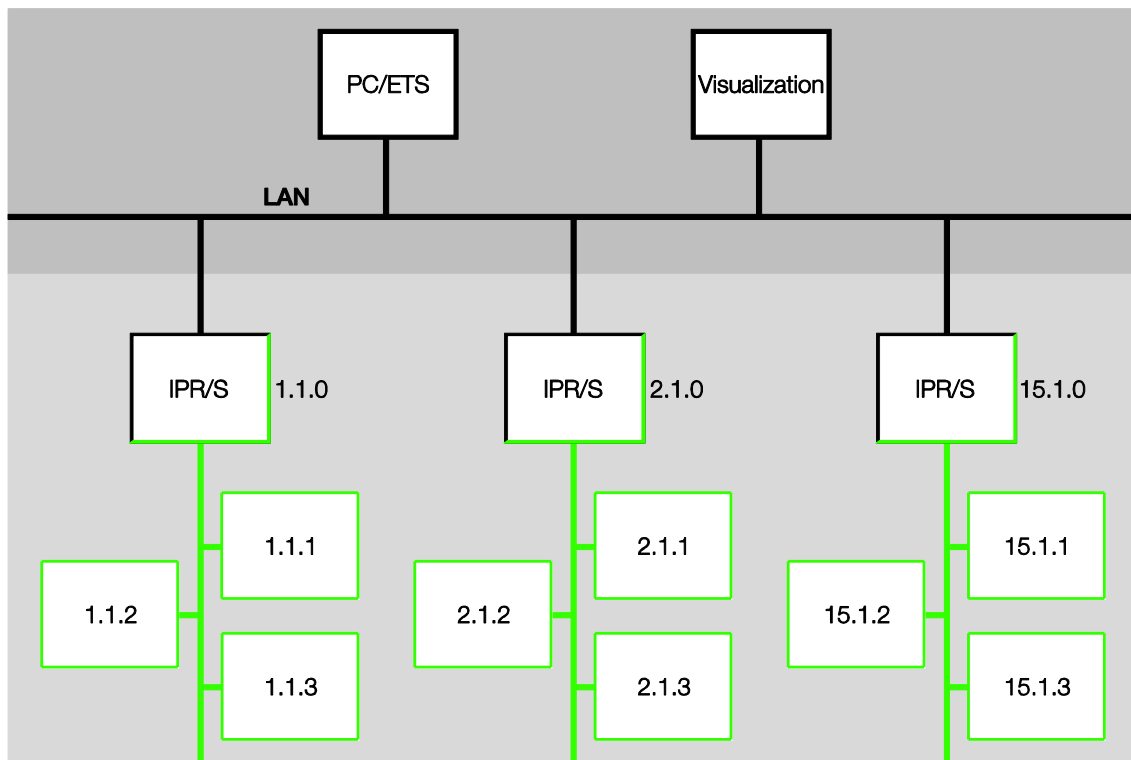 PC/ETS
Visualization
LAN
IPR/S 1.1.0
IPR/S 2.1.0
IPR/S 15.1.0
1.1.1
2.1.1
15.1.1
1.1.2
2.1.2
15.1.2
1.1.3
2.1.3
15.1.3